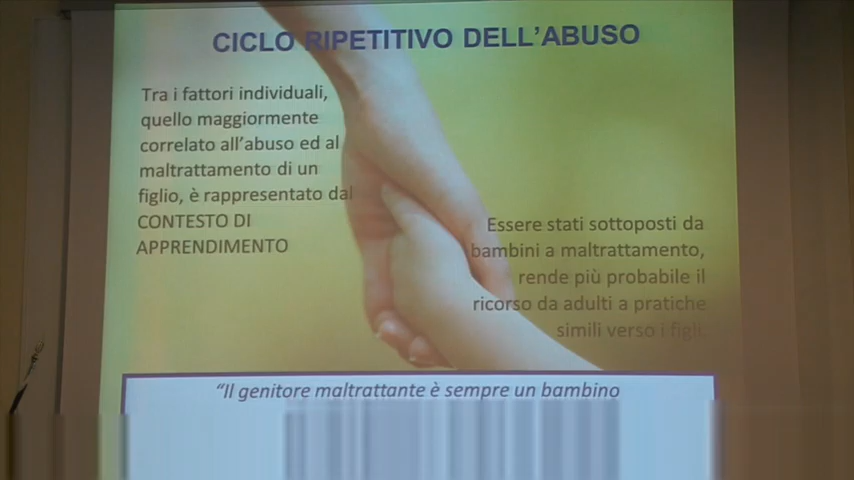 CICLO RIPETITIVO DELL'ABUSO
Tra i fattori individuali,
quello maggiormente
correlato all'abuso ed al
maltrattamento di un
figlio, è rappresentato dal
CONTESTO DI
APPRENDIMENTO
Essere stati sottoposti da
bambini a maltrattamento,
rende più probabile il
ricorso da adulti a pratiche
simili verso i figli.
“Il genitore maltrattante è sempre un bambino